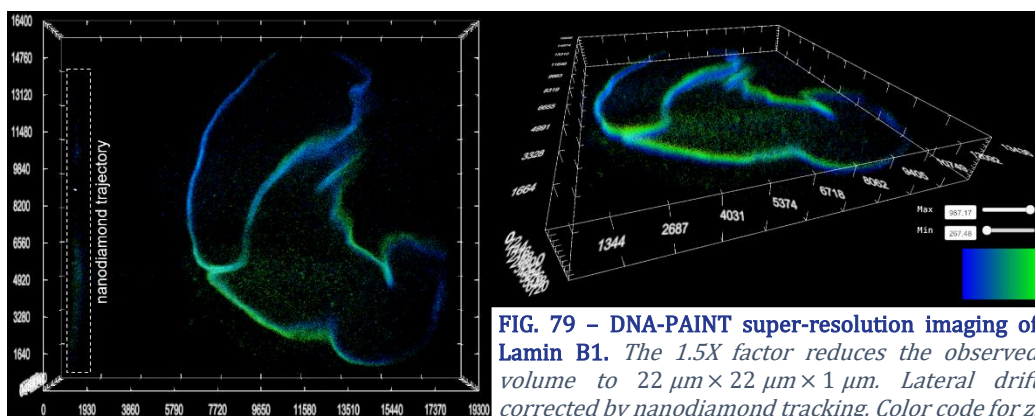 16400
14760
13120
11480
9840
8200
6560
4920
3280
1640
0 1930 3860 5790 7720 9650 11580 13510 15440 17370 19300
nanodiamond trajectory
6655
4991
3328
1664
1344
2687
4031
5374
6718
8062
9405
10749
Max 967.17
Min 267.48
FIG. 79 – DNA-PAINT super-resolution imaging of
Lamin B1. The 1.5X factor reduces the observed
volume to 22 μm × 22 μm × 1 μm. Lateral drift
corrected by nanodiamond tracking. Color code for z